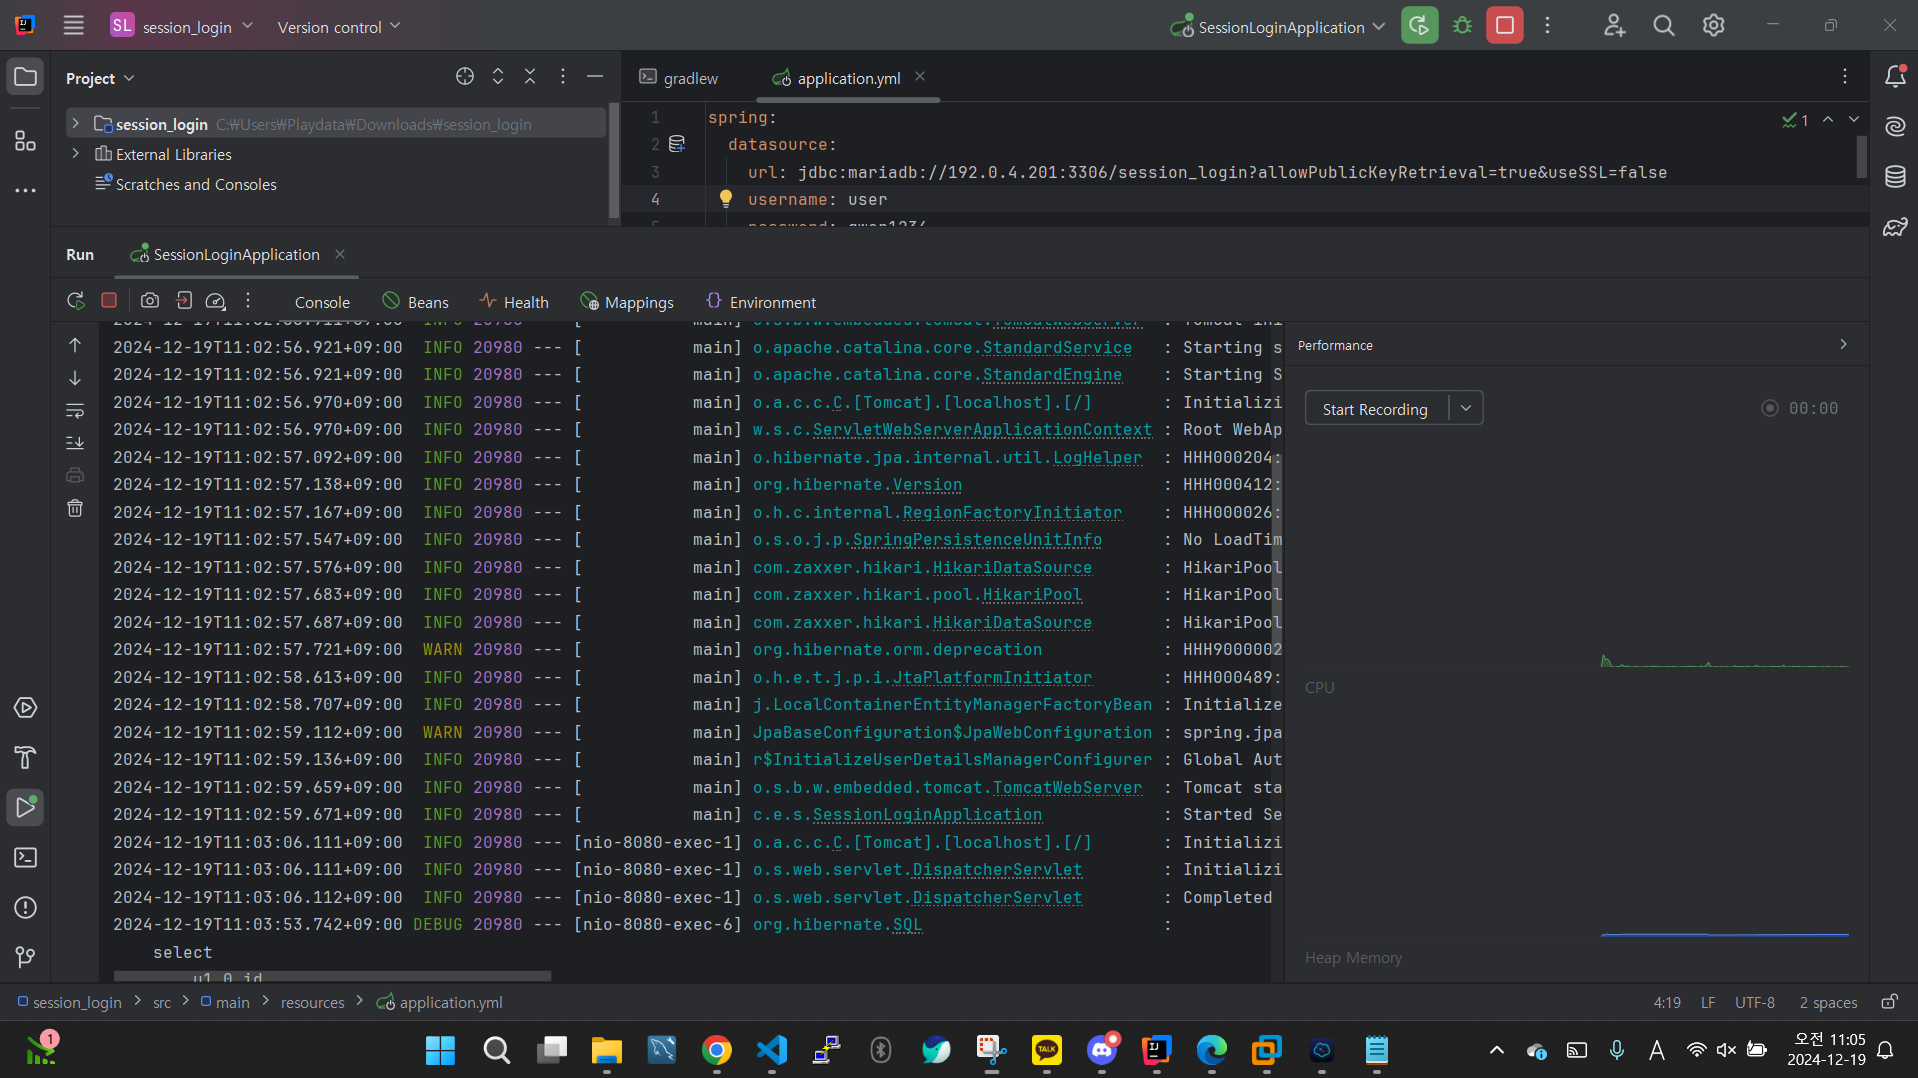 SL session_login Version control SessionLoginApplication
Project
gradlew application.yml
session_login C:₩Users₩Playdata₩Downloads₩session_login
External Libraries
Scratches and Consoles
1 spring:
2 datasource:
3 url: jdbc:mariadb://192.0.4.201:3306/session_login?allowPublicKeyRetrieval=true&useSSL=false
4 username: user
1
Run SessionLoginApplication
Console Beans Health Mappings Environment
2024-12-19T11:02:56.921+09:00 INFO 20980 --- [ main] o.apache.catalina.core.StandardService : Starting s
2024-12-19T11:02:56.921+09:00 INFO 20980 --- [ main] o.apache.catalina.core.StandardEngine : Starting S
2024-12-19T11:02:56.970+09:00 INFO 20980 --- [ main] o.a.c.c.C.[Tomcat].[localhost].[/] : Initializi
2024-12-19T11:02:56.970+09:00 INFO 20980 --- [ main] w.s.c.ServletWebServerApplicationContext : Root WebAp
2024-12-19T11:02:57.092+09:00 INFO 20980 --- [ main] o.hibernate.jpa.internal.util.LogHelper : HHH000204:
2024-12-19T11:02:57.138+09:00 INFO 20980 --- [ main] org.hibernate.Version : HHH000412:
2024-12-19T11:02:57.167+09:00 INFO 20980 --- [ main] o.h.c.internal.RegionFactoryInitiator : HHH000026:
2024-12-19T11:02:57.547+09:00 INFO 20980 --- [ main] o.s.o.j.p.SpringPersistenceUnitInfo : No LoadTim
2024-12-19T11:02:57.576+09:00 INFO 20980 --- [ main] com.zaxxer.hikari.HikariDataSource : HikariPool
2024-12-19T11:02:57.683+09:00 INFO 20980 --- [ main] com.zaxxer.hikari.pool.HikariPool : HikariPool
2024-12-19T11:02:57.687+09:00 INFO 20980 --- [ main] com.zaxxer.hikari.HikariDataSource : HikariPool
2024-12-19T11:02:57.721+09:00 WARN 20980 --- [ main] org.hibernate.orm.deprecation : HHH9000002
2024-12-19T11:02:58.613+09:00 INFO 20980 --- [ main] o.h.e.t.j.p.i.JtaPlatformInitiator : HHH000489:
2024-12-19T11:02:58.707+09:00 INFO 20980 --- [ main] j.LocalContainerEntityManagerFactoryBean : Initialize
2024-12-19T11:02:59.112+09:00 WARN 20980 --- [ main] JpaBaseConfiguration$JpaWebConfiguration : spring.jpa
2024-12-19T11:02:59.136+09:00 INFO 20980 --- [ main] r$InitializeUserDetailsManagerConfigurer : Global Aut
2024-12-19T11:02:59.659+09:00 INFO 20980 --- [ main] o.s.b.w.embedded.tomcat.TomcatWebServer : Tomcat sta
2024-12-19T11:02:59.671+09:00 INFO 20980 --- [ main] c.e.s.SessionLoginApplication : Started Se
2024-12-19T11:03:06.111+09:00 INFO 20980 --- [nio-8080-exec-1] o.a.c.c.C.[Tomcat].[localhost].[/] : Initializi
2024-12-19T11:03:06.112+09:00 INFO 20980 --- [nio-8080-exec-1] o.s.web.servlet.DispatcherServlet : Initializi
2024-12-19T11:03:06.112+09:00 INFO 20980 --- [nio-8080-exec-1] o.s.web.servlet.DispatcherServlet : Completed
2024-12-19T11:03:53.742+09:00 DEBUG 20980 --- [nio-8080-exec-6] org.hibernate.SQL :
select
Performance
Start Recording 00:00
CPU
Heap Memory
session_login > src > main > resources > application.yml 4:19 LF UTF-8 2 spaces
1
TALK
A
오전 11:05
2024-12-19